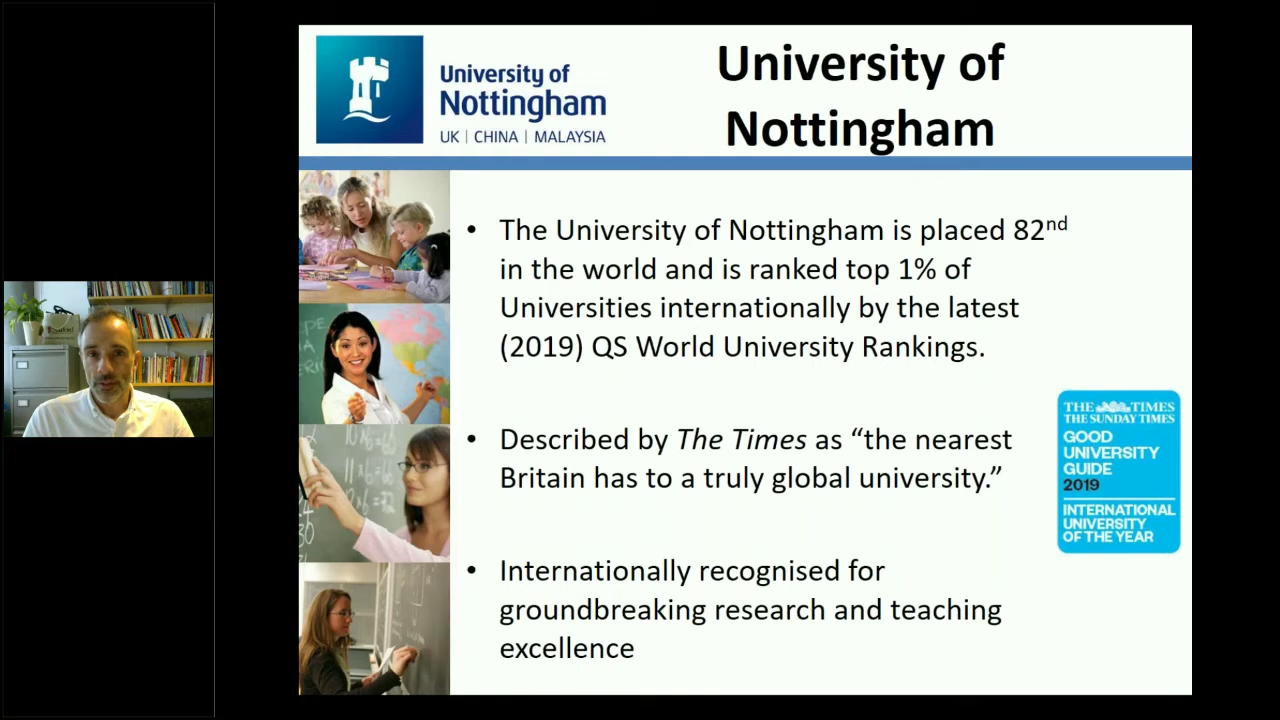 University of
Nottingham
UK | CHINA | MALAYSIA
University of
Nottingham
• The University of Nottingham is placed 82nd
in the world and is ranked top 1% of
Universities internationally by the latest
(2019) QS World University Rankings.
• Described by The Times as “the nearest
Britain has to a truly global university.”
THE TIMES
THE SUNDAY TIMES
GOOD
UNIVERSITY
GUIDE
2019
INTERNATIONAL
UNIVERSITY
OF THE YEAR
• Internationally recognised for
groundbreaking research and teaching
excellence